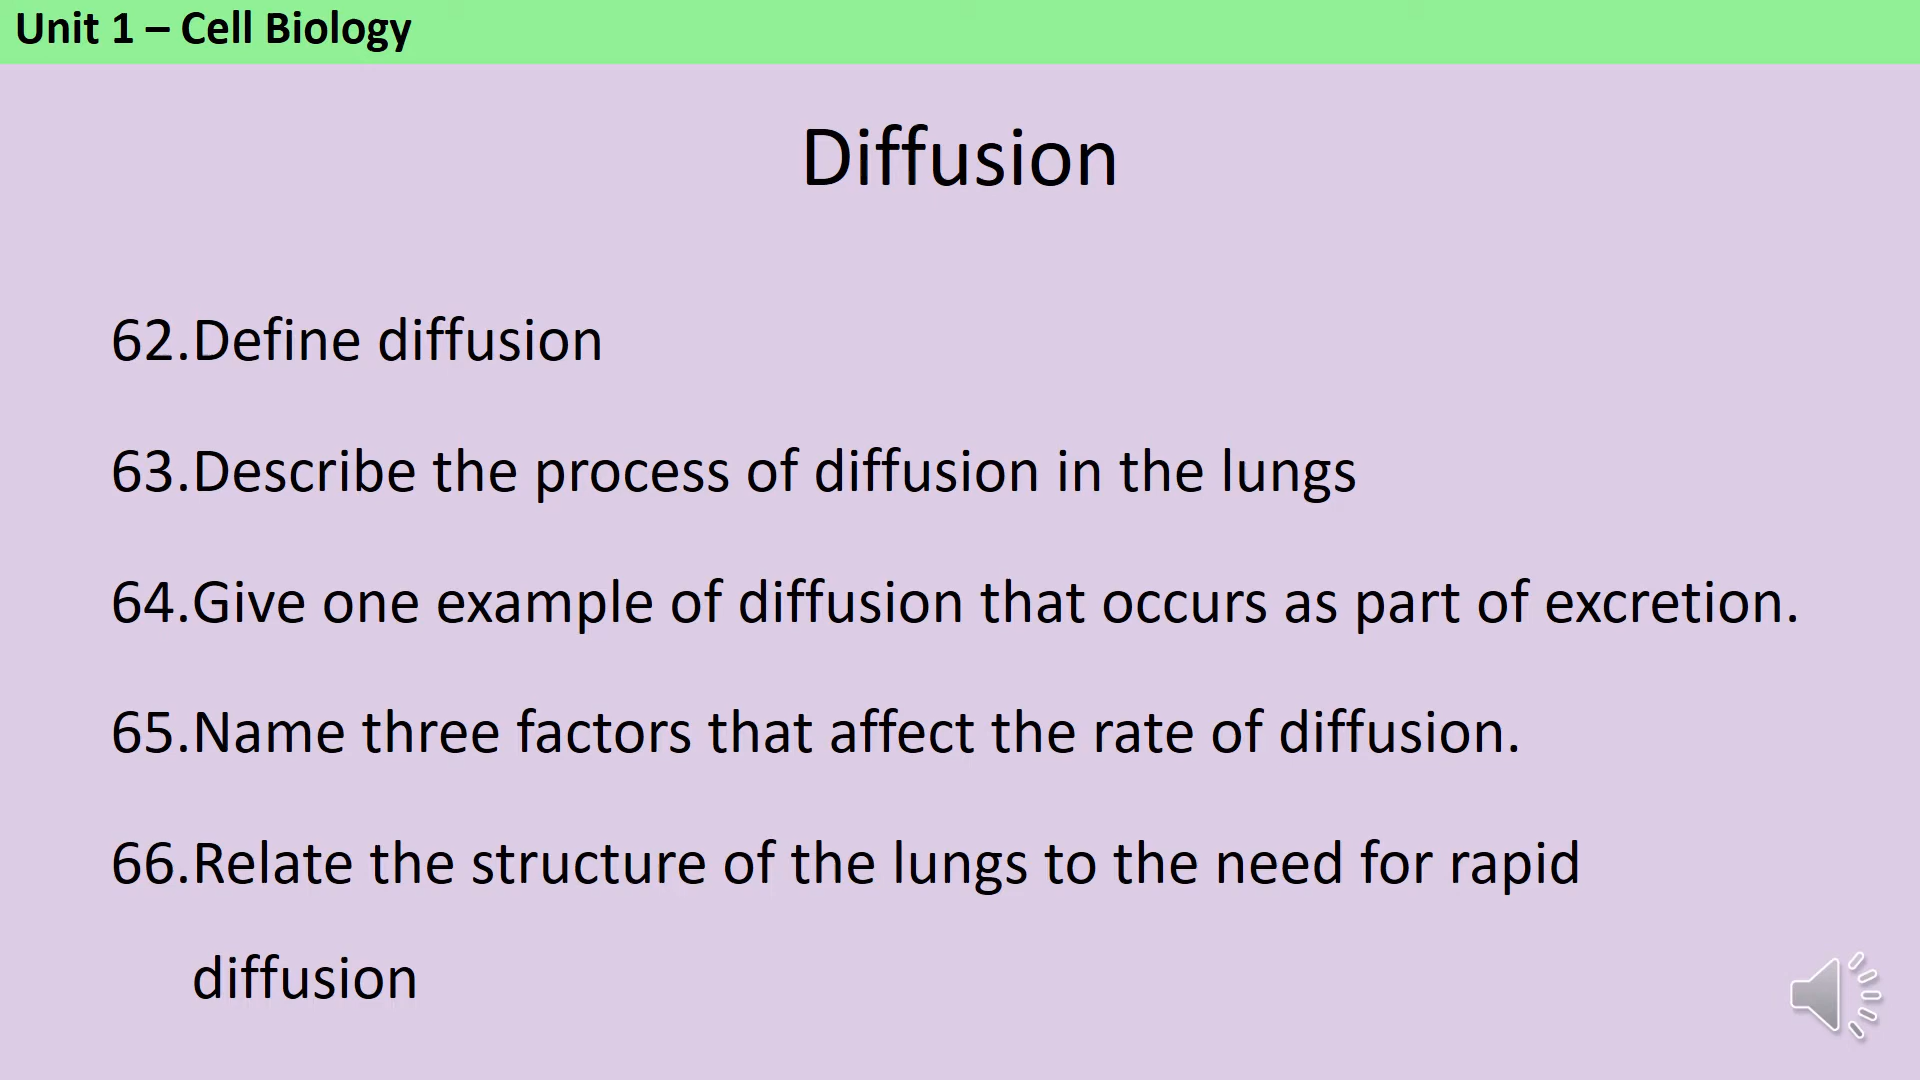 Unit 1 – Cell Biology
Diffusion
62.Define diffusion
63.Describe the process of diffusion in the lungs
64.Give one example of diffusion that occurs as part of excretion.
65.Name three factors that affect the rate of diffusion.
66.Relate the structure of the lungs to the need for rapid
diffusion